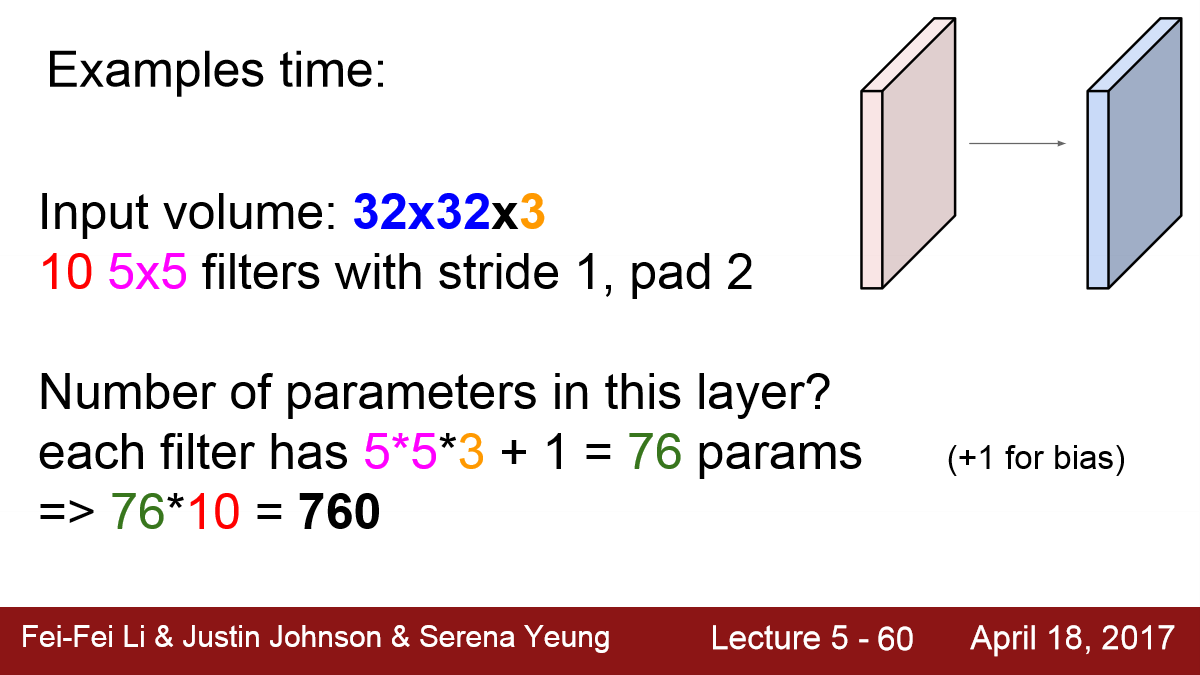 Examples time:
Input volume: 32x32x3
10 5x5 filters with stride 1, pad 2
Number of parameters in this layer?
each filter has 5*5*3 + 1 = 76 params (+1 for bias)
=> 76*10 = 760
Fei-Fei Li & Justin Johnson & Serena Yeung Lecture 5 - 60 April 18, 2017